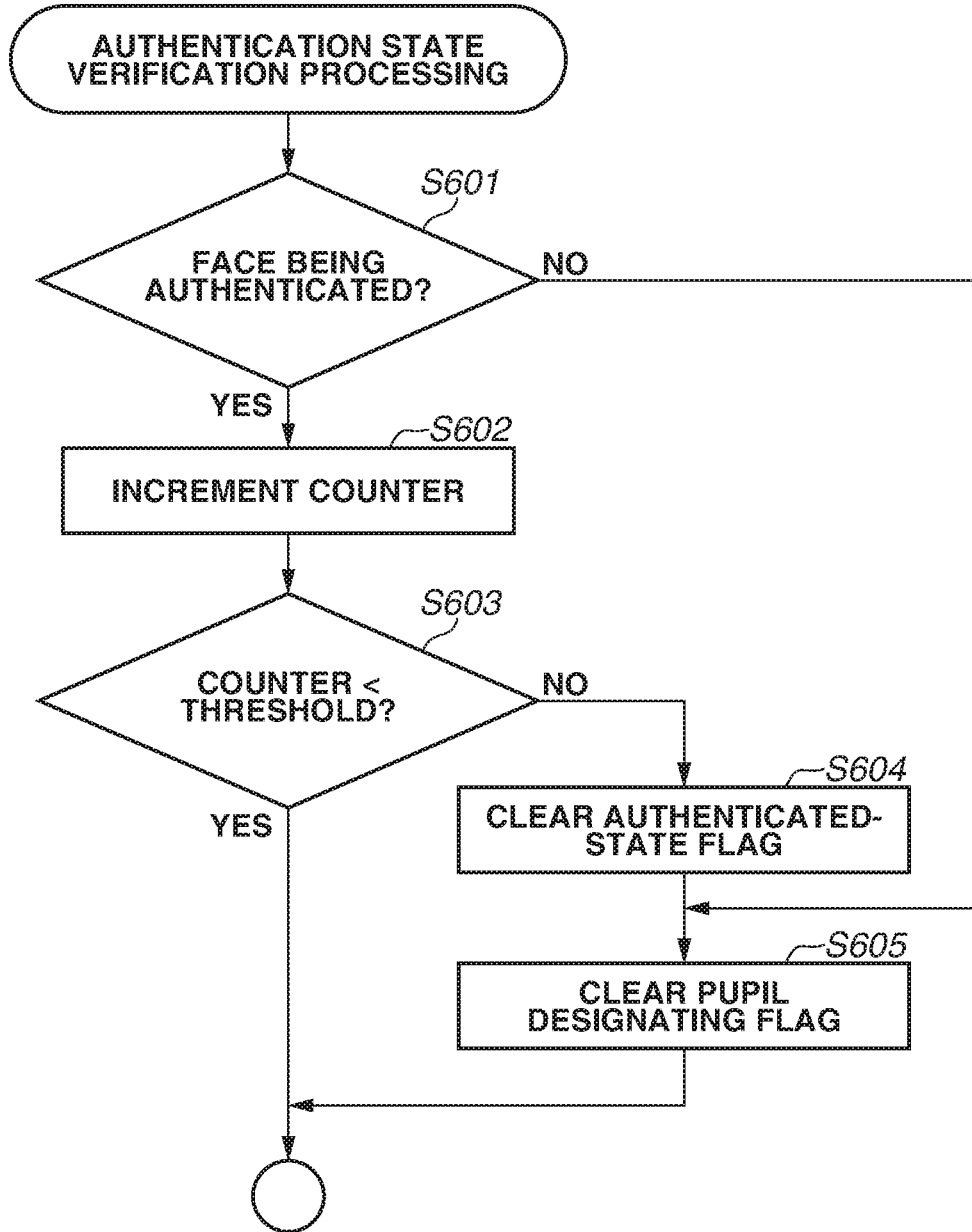 AUTHENTICATION STATE
VERIFICATION PROCESSING
S601
FACE BEING
AUTHENTICATED?
NO
YES
S602
INCREMENT COUNTER
S603
COUNTER <
THRESHOLD?
NO
YES
S604
CLEAR AUTHENTICATED-
STATE FLAG
S605
CLEAR PUPIL
DESIGNATING FLAG